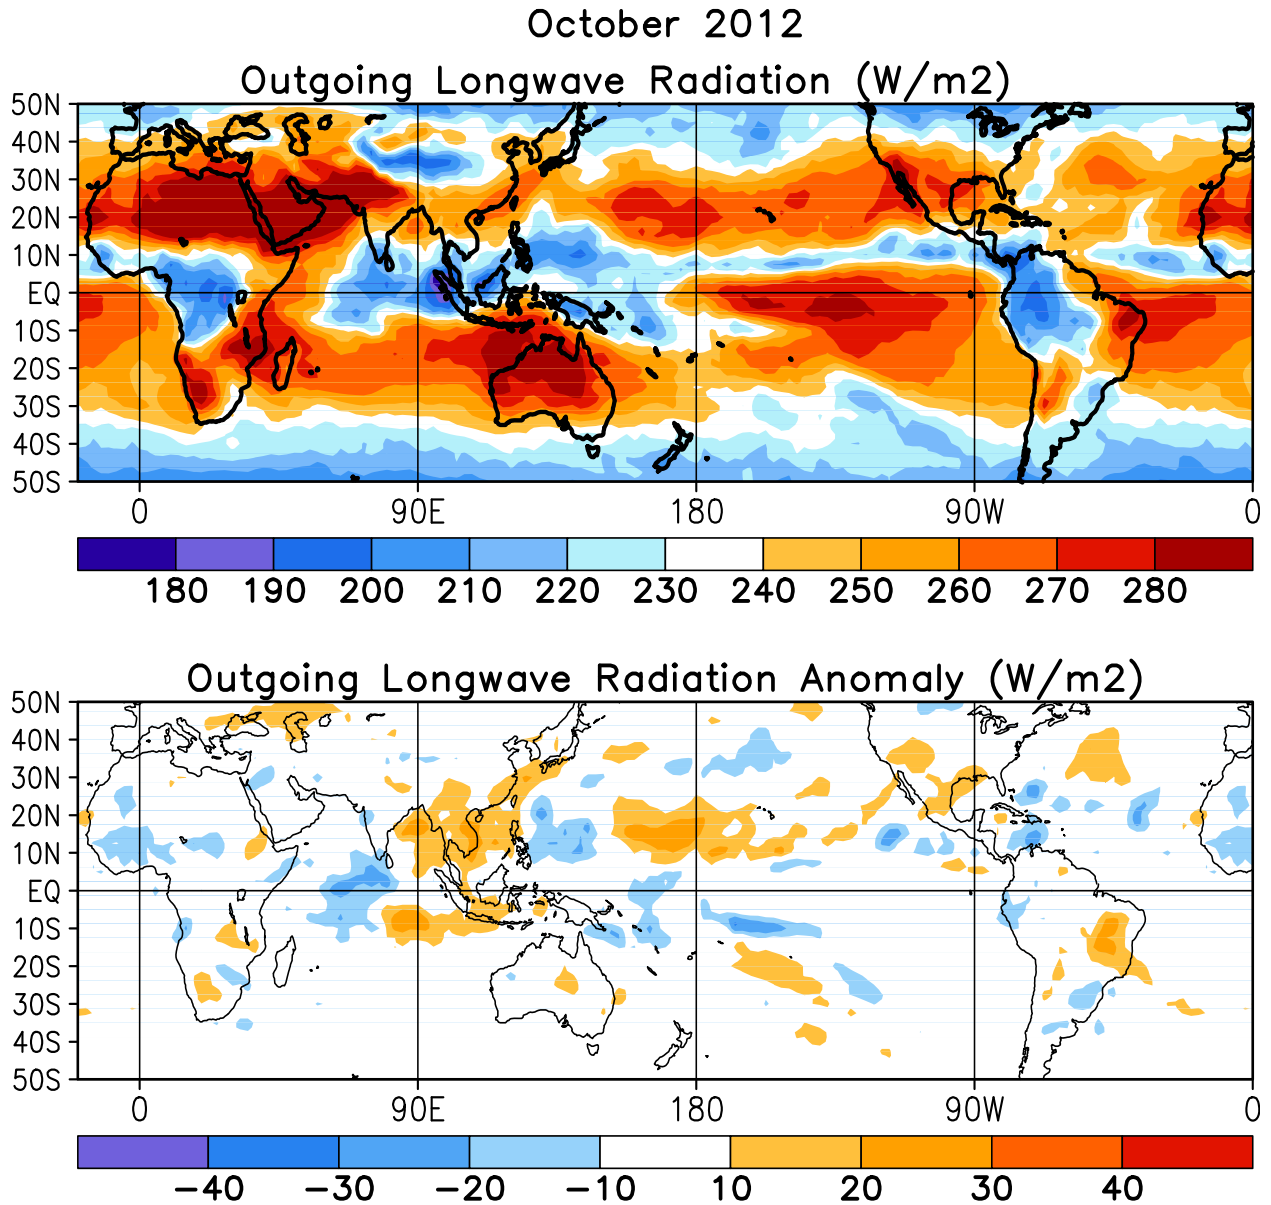 October 2012
Outgoing Longwave Radiation (W/m2)
50N
40N
30N
20N
10N
EQ
10S
20S
30S
40S
50S
0 90E 180 90W 0
180 190 200 210 220 230 240 250 260 270 280
Outgoing Longwave Radiation Anomaly (W/m2)
50N
40N
30N
20N
10N
EQ
10S
20S
30S
40S
50S
0 90E 180 90W 0
−40 −30 −20 −10 10 20 30 40